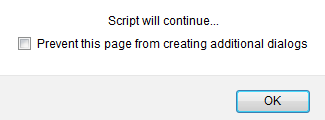 Script will continue...
Prevent this page from creating additional dialogs
OK